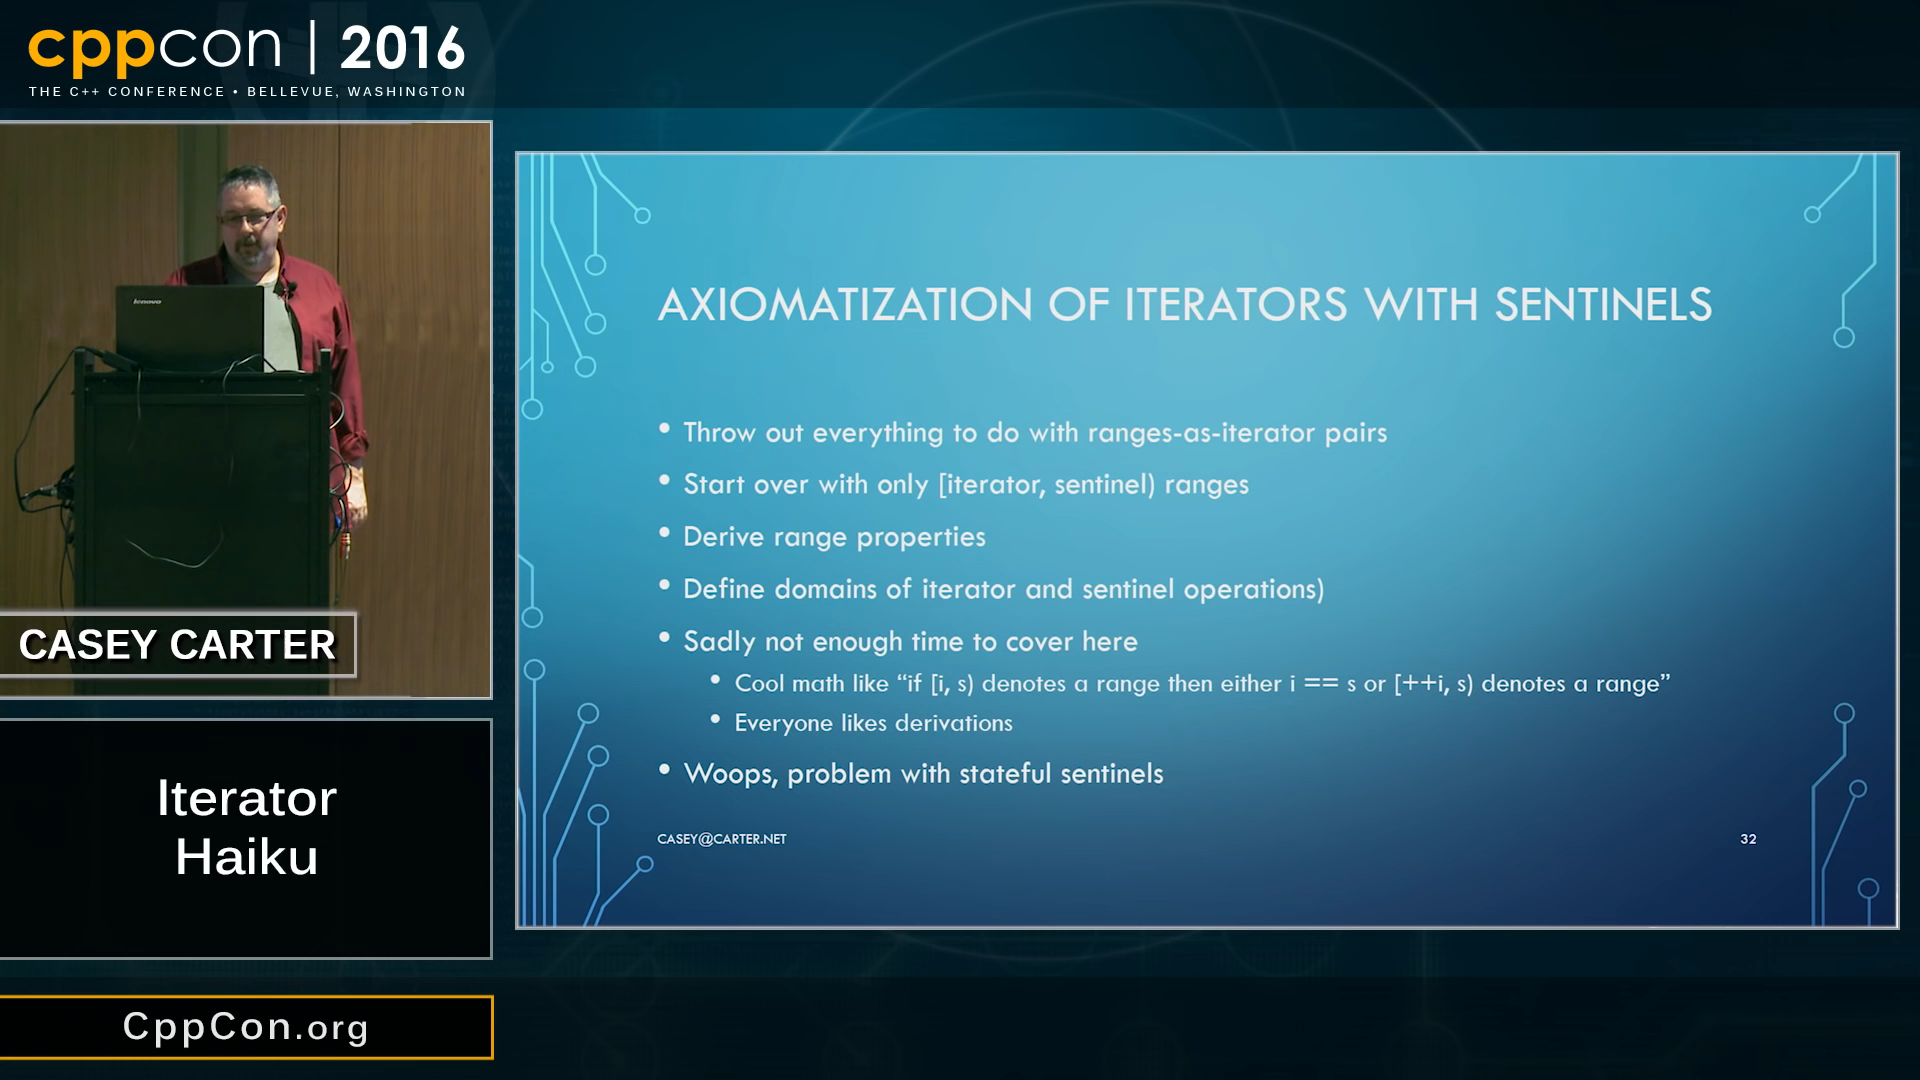 cppcon | 2016
THE C++ CONFERENCE • BELLEVUE, WASHINGTON
lenovo
CASEY CARTER
Iterator
Haiku
CppCon.org
AXIOMATIZATION OF ITERATORS WITH SENTINELS
• Throw out everything to do with ranges-as-iterator pairs
• Start over with only [iterator, sentinel) ranges
• Derive range properties
• Define domains of iterator and sentinel operations)
• Sadly not enough time to cover here
• Cool math like “if [i, s) denotes a range then either i == s or [++i, s) denotes a range”
• Everyone likes derivations
• Woops, problem with stateful sentinels
CASEY@CARTER.NET
32